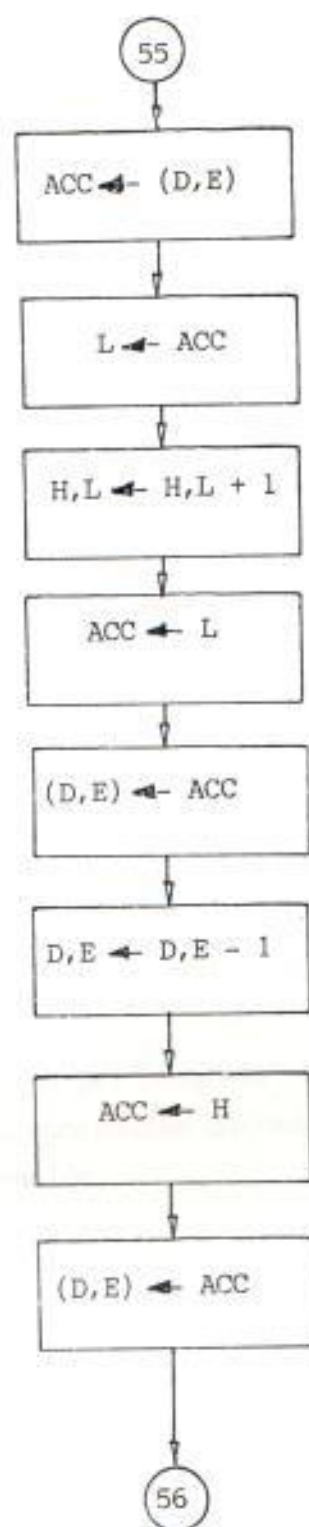 55
ACC ← (D,E)
L ← ACC
H,L ← H,L + 1
ACC ← L
(D,E) ← ACC
D,E ← D,E - 1
ACC ← H
(D,E) ← ACC
56